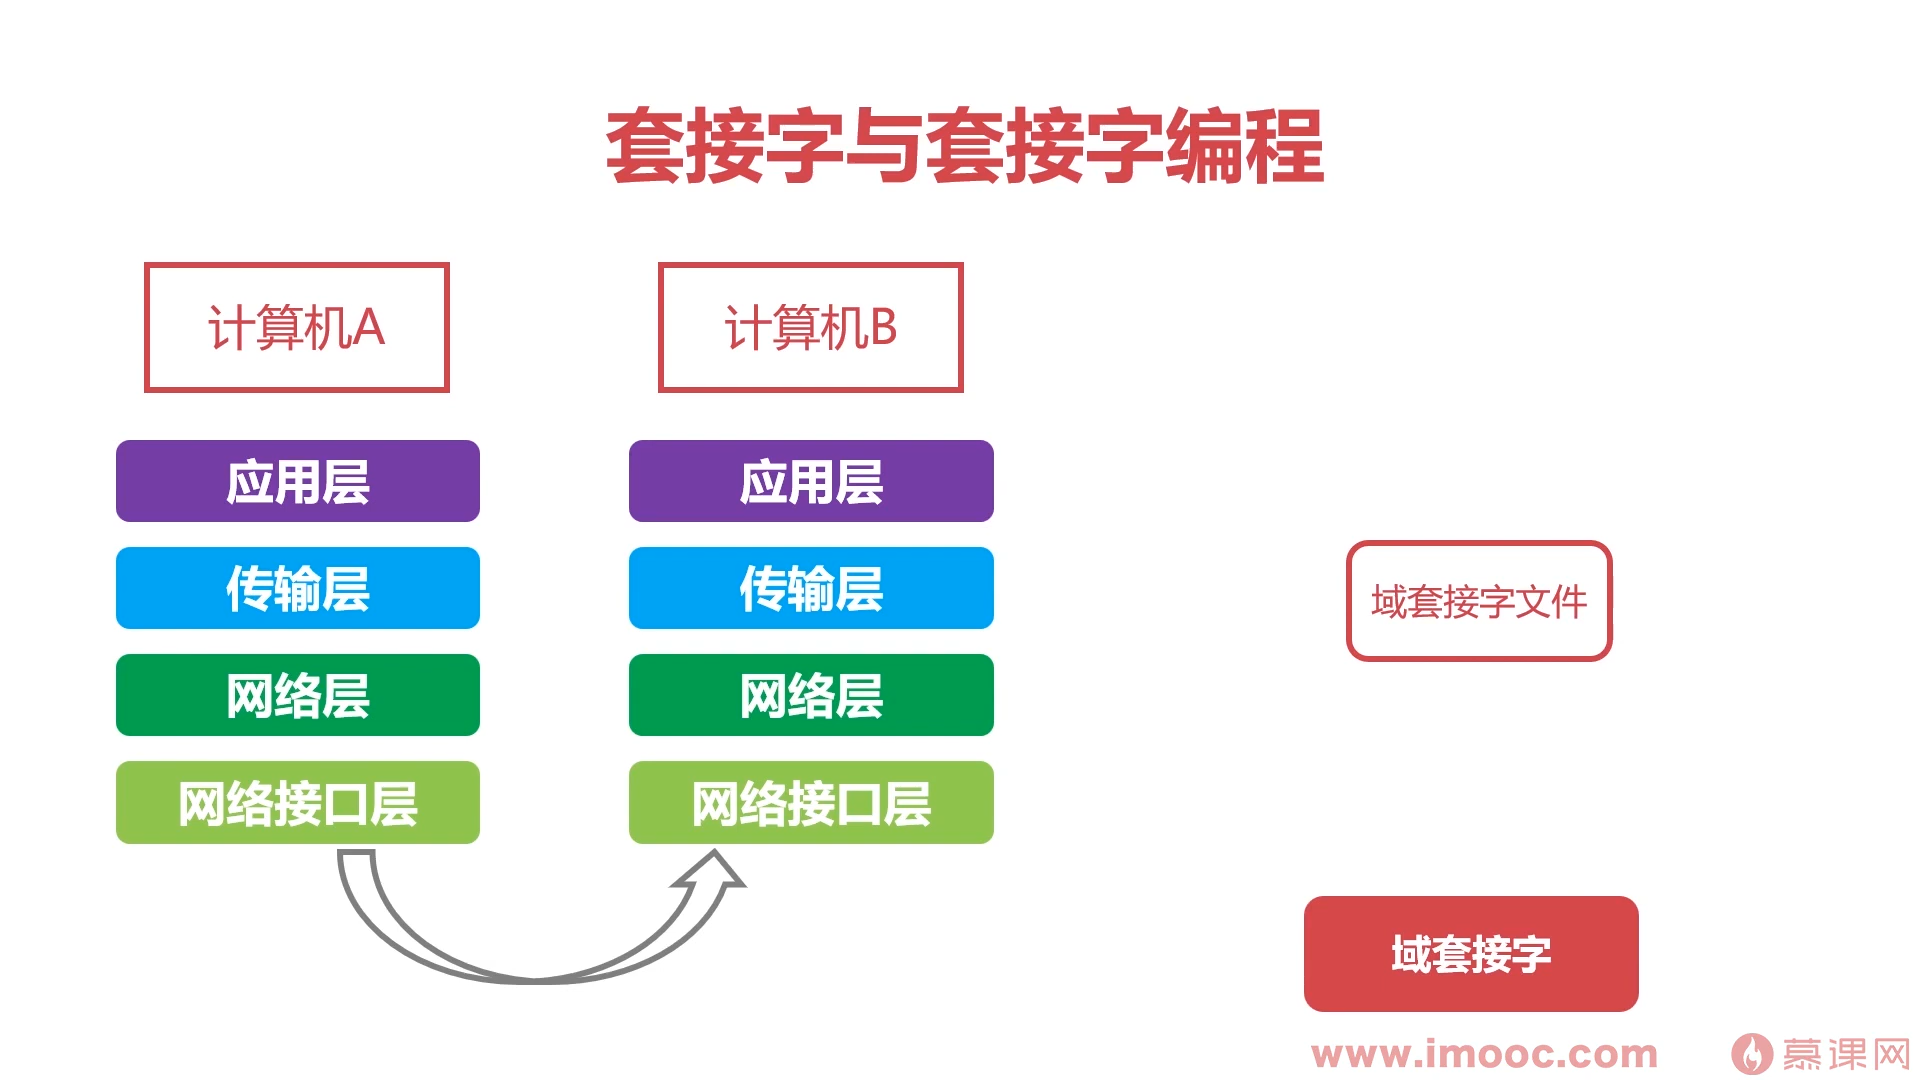 套接字与套接字编程
计算机A
计算机B
应用层
传输层
网络层
网络接口层
应用层
传输层
网络层
网络接口层
域套接字文件
域套接字
www.imooc.com
慕课网